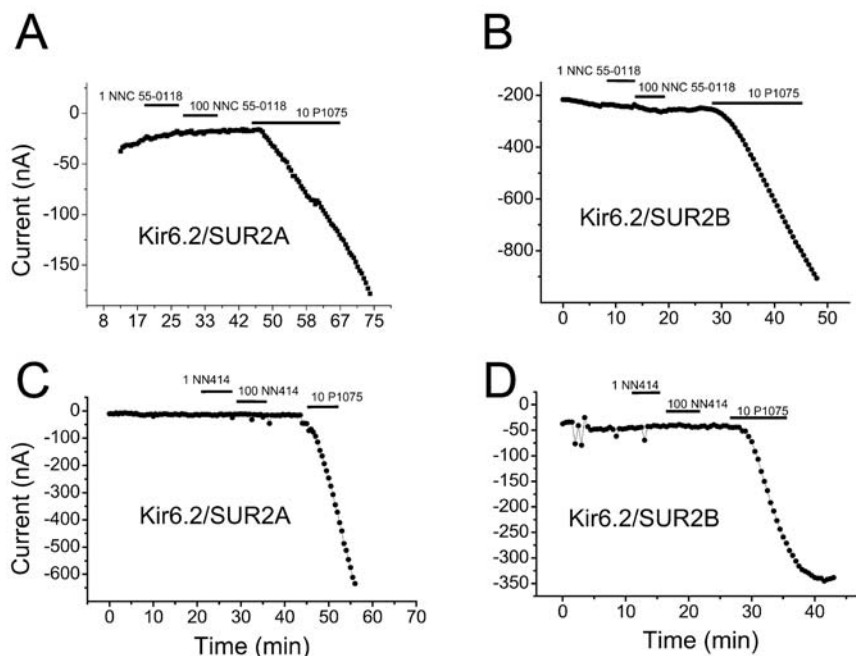 A
1 NNC 55-0118
100 NNC 55-0118
10 P1075
0
-50
-100
-150
Current (nA)
Kir6.2/SUR2A
8 17 25 33 42 50 58 67 75
B
1 NNC 55-0118
100 NNC 55-0118
10 P1075
-200
-400
-600
-800
Kir6.2/SUR2B
0 10 20 30 40 50
C
1 NN414
100 NN414
10 P1075
0
-100
-200
-300
-400
-500
-600
Current (nA)
Kir6.2/SUR2A
0 10 20 30 40 50 60 70
Time (min)
D
1 NN414
100 NN414
10 P1075
0
-50
-100
-150
-200
-250
-300
-350
Kir6.2/SUR2B
0 10 20 30 40
Time (min)